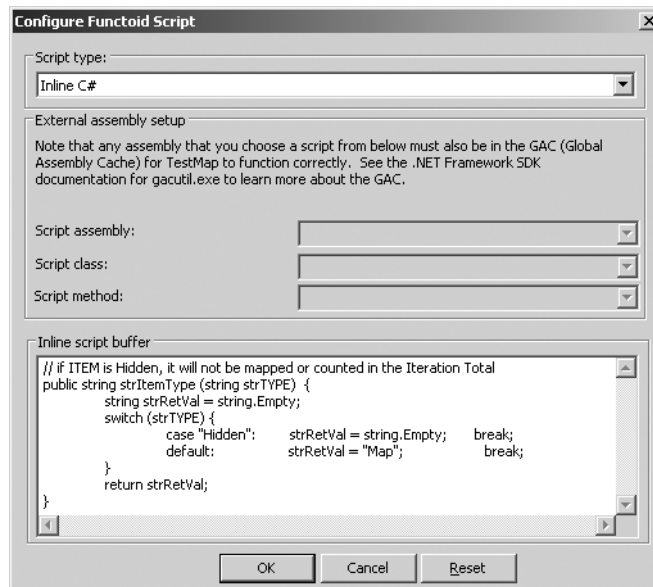 Configure Functoid Script
Script type:
Inline C#
External assembly setup
Note that any assembly that you choose a script from below must also be in the GAC (Global
Assembly Cache) for TestMap to function correctly. See the .NET Framework SDK
documentation for gacutil.exe to learn more about the GAC.
Script assembly:
Script class:
Script method:
Inline script buffer
// if ITEM is Hidden, it will not be mapped or counted in the Iteration Total
public string strItemType (string strTYPE) {
string strRetVal = string.Empty;
switch (strTYPE) {
case "Hidden": strRetVal = string.Empty; break;
default: strRetVal = "Map"; break;
}
return strRetVal;
}
OK Cancel Reset